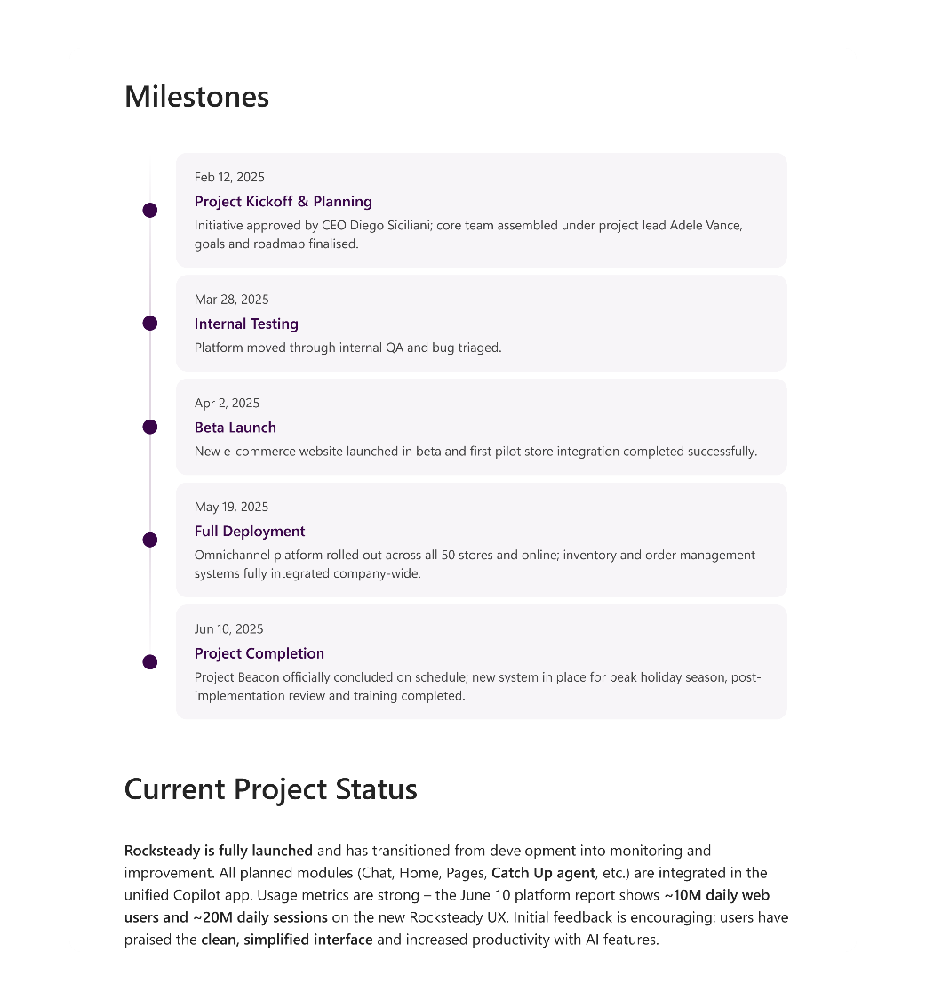 Milestones
Feb 12, 2025
Project Kickoff & Planning
Initiative approved by CEO Diego Siciliani; core team assembled under project lead Adele Vance,
goals and roadmap finalised.
Mar 28, 2025
Internal Testing
Platform moved through internal QA and bug triaged.
Apr 2, 2025
Beta Launch
New e-commerce website launched in beta and first pilot store integration completed successfully.
May 19, 2025
Full Deployment
Omnichannel platform rolled out across all 50 stores and online; inventory and order management
systems fully integrated company-wide.
Jun 10, 2025
Project Completion
Project Beacon officially concluded on schedule; new system in place for peak holiday season, post-
implementation review and training completed.
Current Project Status
Rocksteady is fully launched and has transitioned from development into monitoring and
improvement. All planned modules (Chat, Home, Pages, Catch Up agent, etc.) are integrated in the
unified Copilot app. Usage metrics are strong – the June 10 platform report shows ~10M daily web
users and ~20M daily sessions on the new Rocksteady UX. Initial feedback is encouraging: users have
praised the clean, simplified interface and increased productivity with AI features.